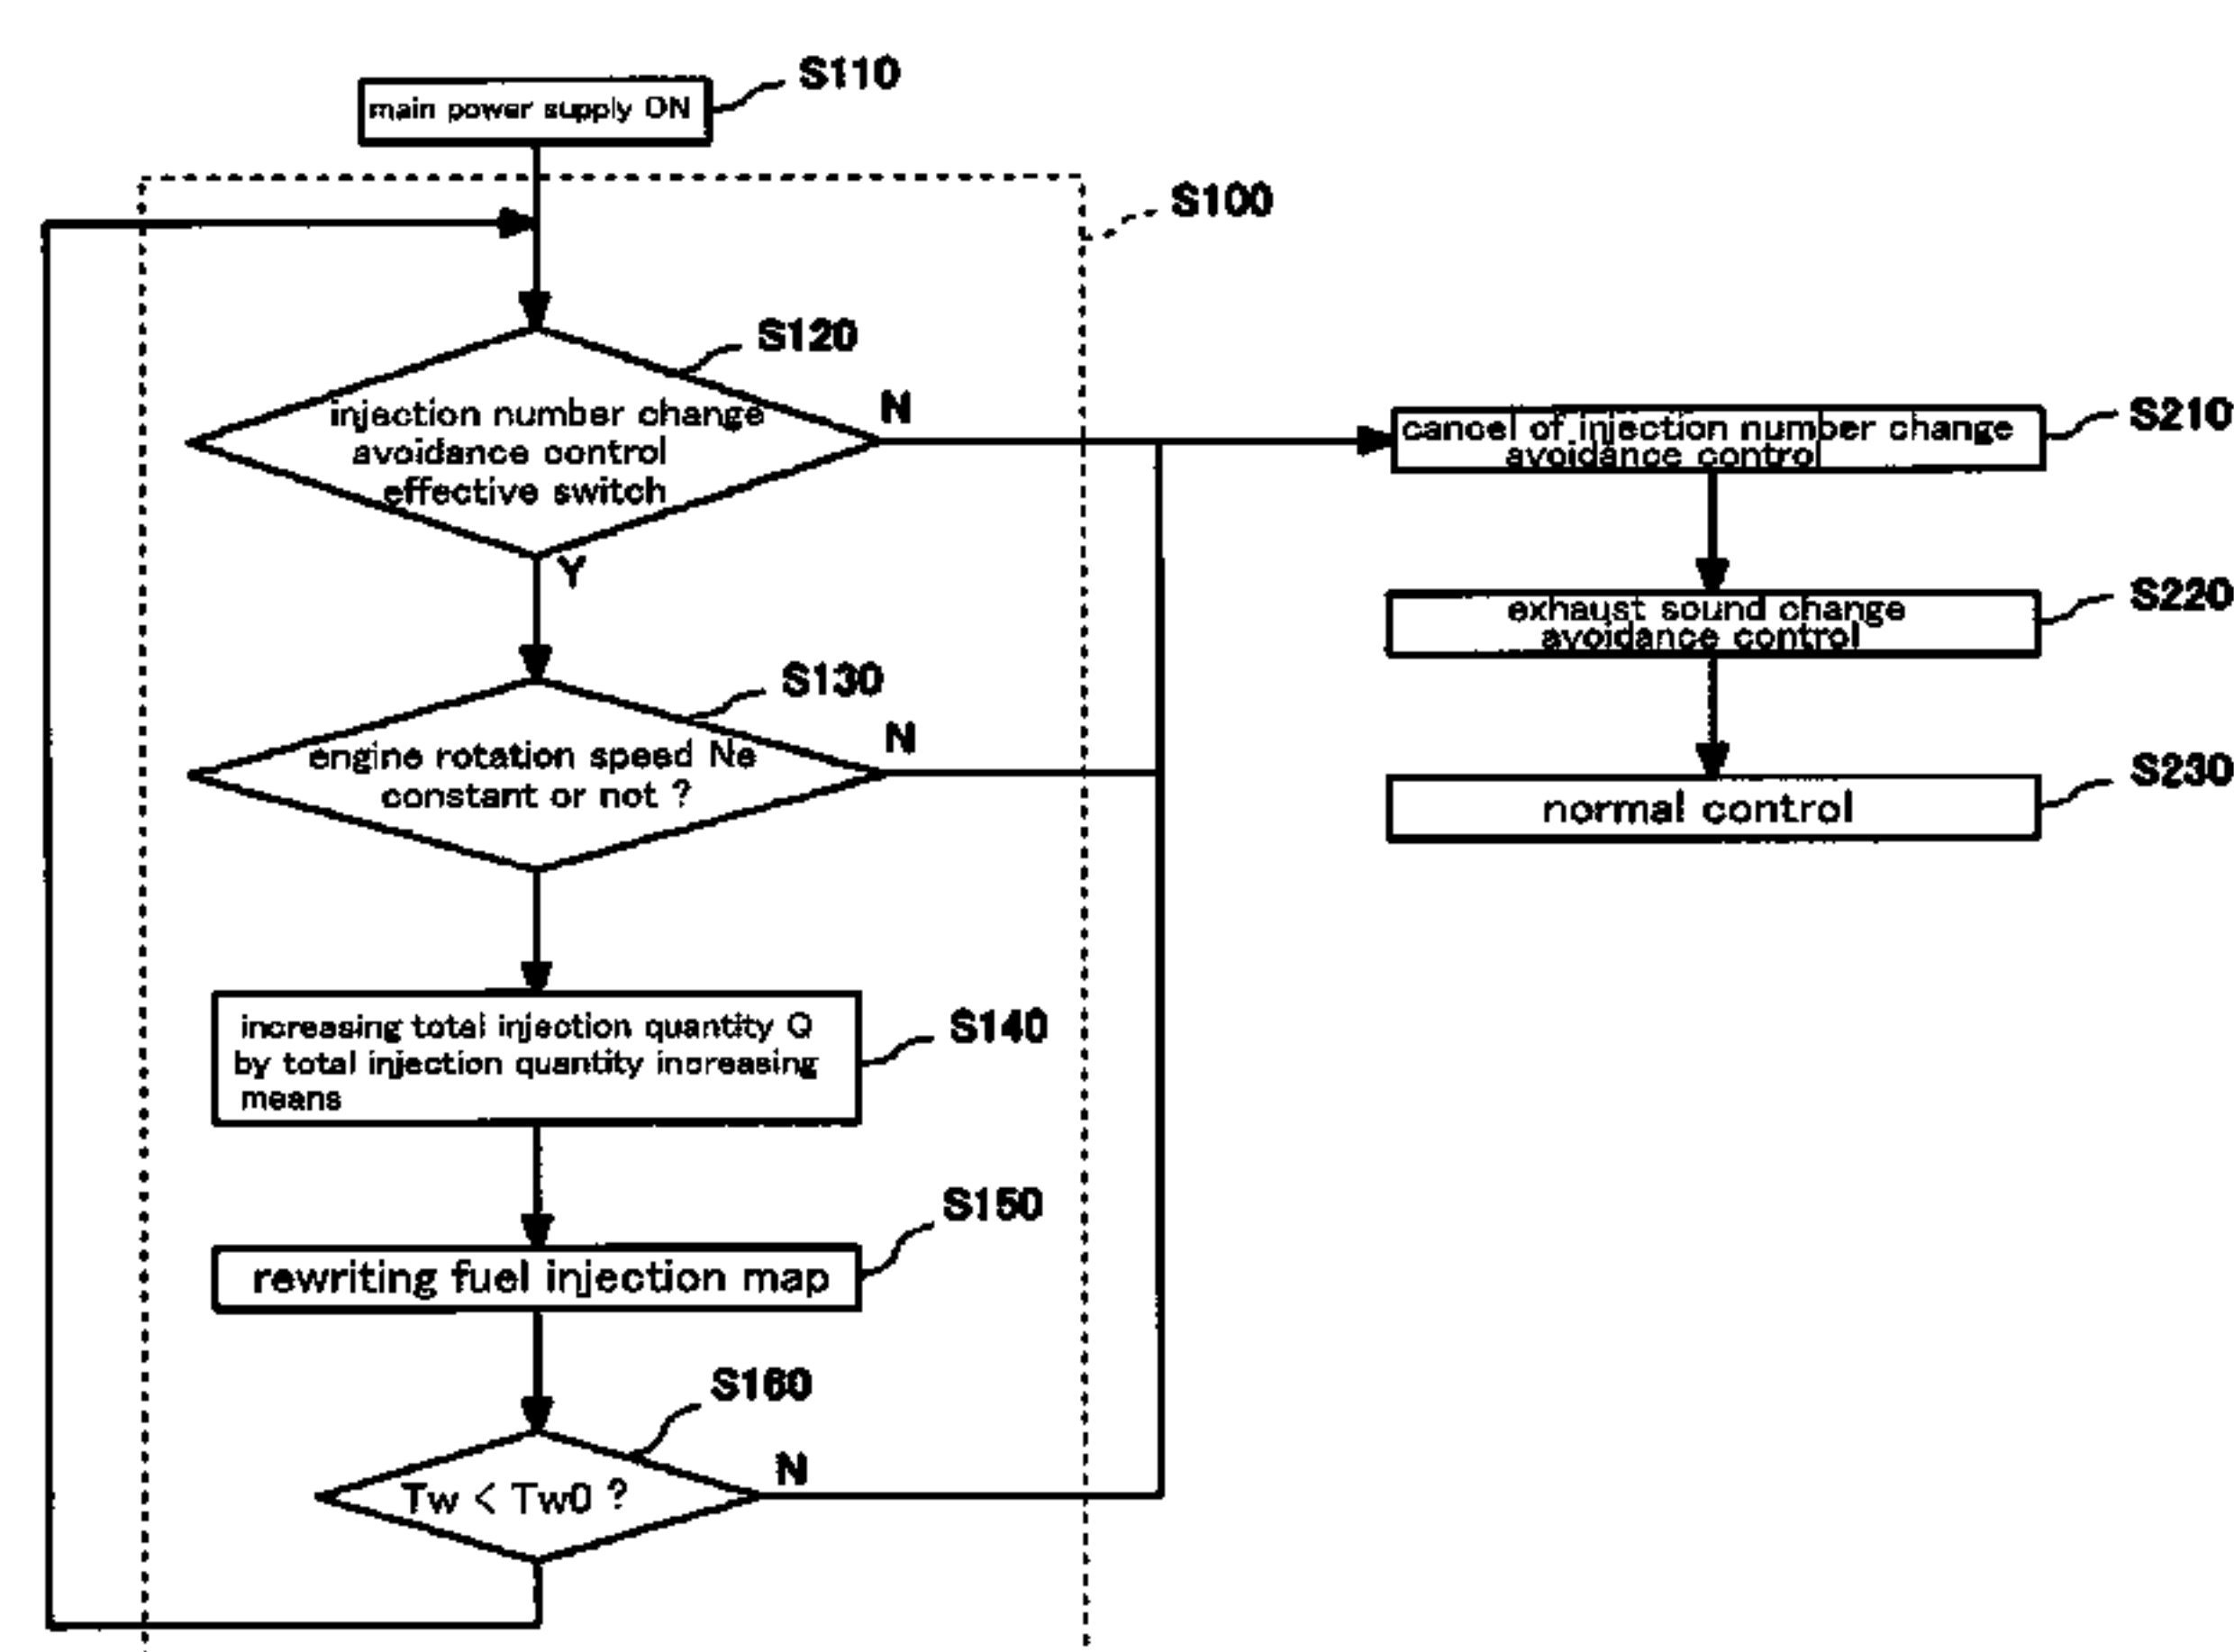 main power supply ON
S110
S100
S120
injection number change
avoidance control
effective switch
N
Y
S130
engine rotation speed Ne
constant or not ?
N
increasing total injection quantity Q
by total injection quantity increasing
means
S140
rewriting fuel injection map
S150
S160
Tw < Tw0 ?
N
cancel of injection number change
avoidance control
S210
exhaust sound change
avoidance control
S220
normal control
S230